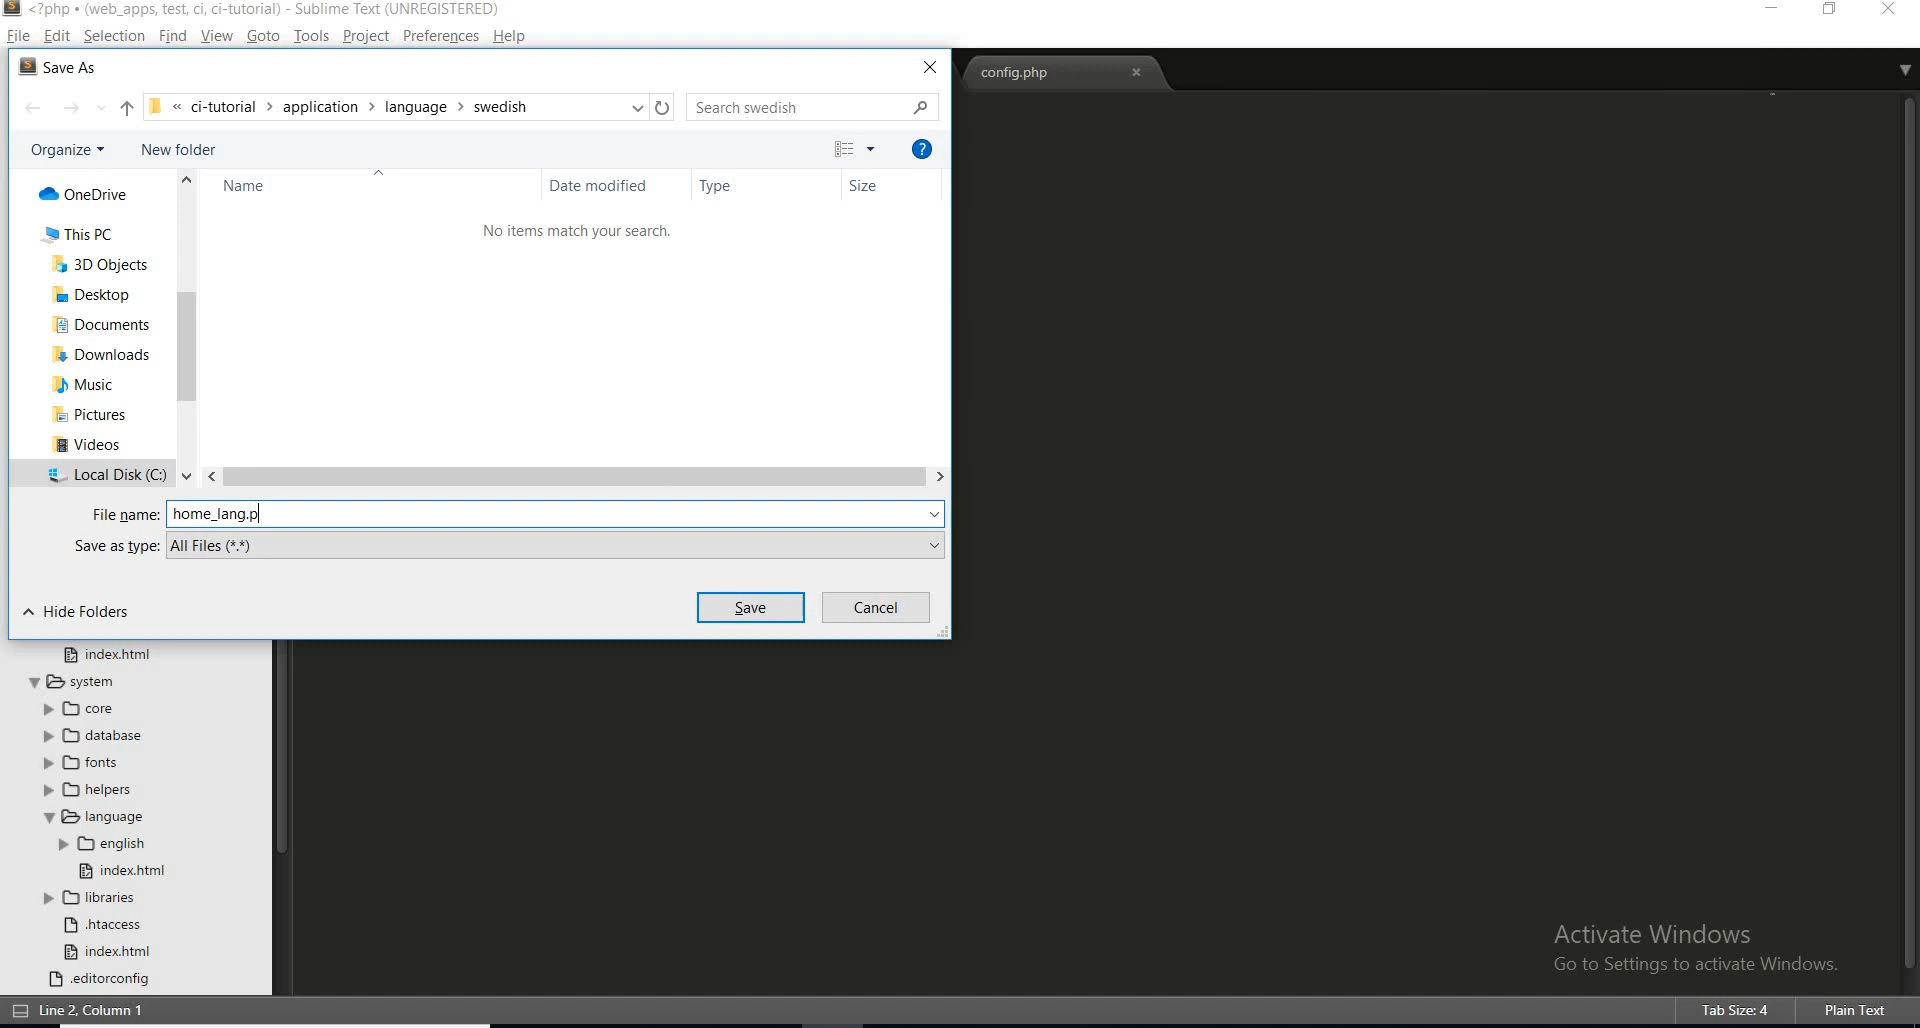 <?php • (web_apps, test, ci, ci-tutorial) - Sublime Text (UNREGISTERED)
File Edit Selection Find View Goto Tools Project Preferences Help
Save As
config.php
« ci-tutorial > application > language > swedish
Search swedish
Organize
New folder
?
Name Date modified Type Size
OneDrive
No items match your search.
This PC
3D Objects
Desktop
Documents
Downloads
Music
Pictures
Videos
Local Disk (C:)
File name: home_lang.p
Save as type: All Files (*.*)
Hide Folders
Save
Cancel
index.html
system
core
database
fonts
helpers
language
english
index.html
libraries
.htaccess
index.html
.editorconfig
Activate Windows
Go to Settings to activate Windows.
Line 2, Column 1
Tab Size: 4
Plain Text